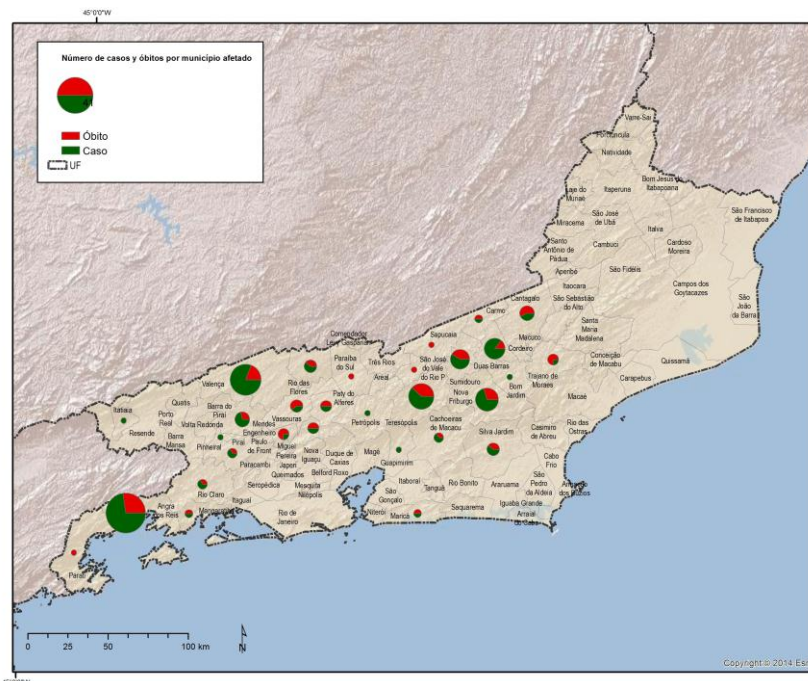 45°0'0"W
Número de casos y óbitos por município afetado
41
Óbito
Caso
UF
Varre-Sai
Porciúncula
Natividade
Bom Jesus do
Itabapoana
Laje do
Muriaé
Itaperuna
São José
de Ubá
São Francisco
de Itabapoa
Miracema
Italva
Santo
Antônio de
Pádua
Cambuci
Cardoso
Moreira
Aperibé
São Fidélis
Itaocara
Campos dos
Goytacazes
São Sebastião
do Alto
São
João
da Barra
Cantagalo
Carmo
Santa
Maria
Madalena
Macuco
Cordeiro
Sapucaia
Comendador
Levy Gasparian
Paraíba
do Sul
Três Rios
Areal
São José
do Vale
do Rio P
Sumidouro
Duas Barras
Bom
Jardim
Trajano de
Moraes
Conceição
de Macabu
Quissamã
Carapebus
Macaé
Valença
Rio das
Flores
Paty do
Alferes
Nova
Friburgo
Itatiaia
Quatis
Porto
Real
Resende
Barra do
Piraí
Volta Redonda
Barra
Mansa
Pinheiral
Piraí
Mendes
Engenheiro
Paulo
de Front
Vassouras
Miguel
Pereira
Japeri
Queimados
Paracambi
Nova
Iguaçu
Petrópolis
Teresópolis
Cachoeiras
de Macacu
Silva Jardim
Casimiro
de Abreu
Rio das
Ostras
Duque de
Caxias
Magé
Guapimirim
Belford Roxo
Mesquita
Nilópolis
Seropédica
Itaguaí
Rio Claro
Mangaratiba
Angra
dos Reis
Rio de
Janeiro
Itaboraí
São
Gonçalo
Tanguá
Rio Bonito
Niterói
Maricá
Saquarema
Araruama
São
Pedro
da Aldeia
Cabo
Frio
Iguaba Grande
Arraial
do Cabo
Parati
0 25 50 100 km
N
Copyright © 2014 Esr